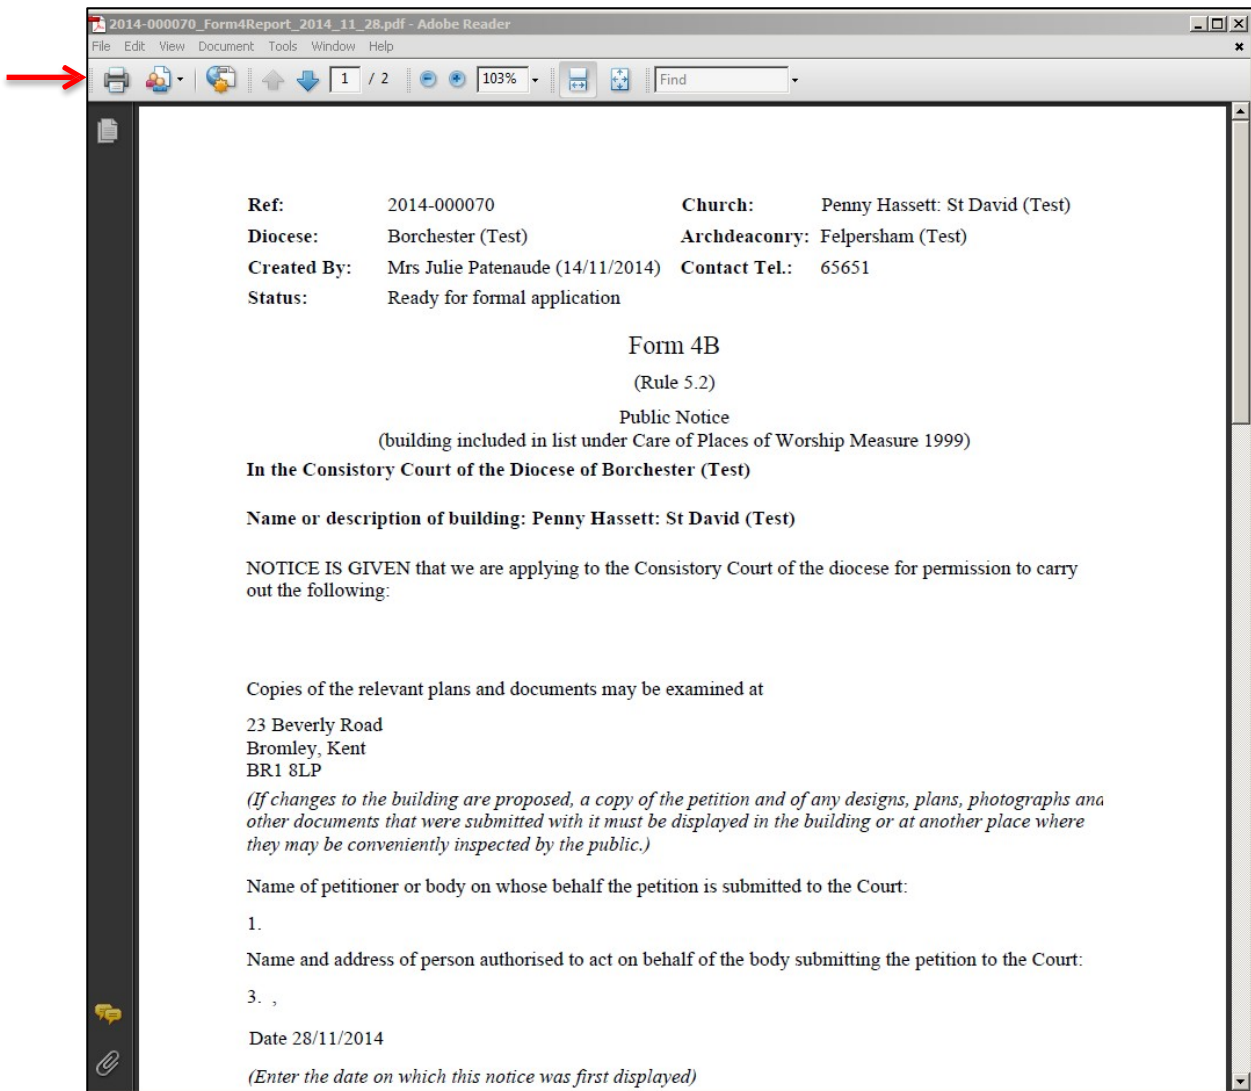 2014-000070_Form4Report_2014_11_28.pdf - Adobe Reader
File Edit View Document Tools Window Help
1 / 2 103% Find
Ref: 2014-000070 Church: Penny Hassett: St David (Test)
Diocese: Borchester (Test) Archdeaconry: Felpersham (Test)
Created By: Mrs Julie Patenaude (14/11/2014) Contact Tel.: 65651
Status: Ready for formal application
Form 4B
(Rule 5.2)
Public Notice
(building included in list under Care of Places of Worship Measure 1999)
In the Consistory Court of the Diocese of Borchester (Test)
Name or description of building: Penny Hassett: St David (Test)
NOTICE IS GIVEN that we are applying to the Consistory Court of the diocese for permission to carry
out the following:
Copies of the relevant plans and documents may be examined at
23 Beverly Road
Bromley, Kent
BR1 8LP
(If changes to the building are proposed, a copy of the petition and of any designs, plans, photographs and
other documents that were submitted with it must be displayed in the building or at another place where
they may be conveniently inspected by the public.)
Name of petitioner or body on whose behalf the petition is submitted to the Court:
1.
Name and address of person authorised to act on behalf of the body submitting the petition to the Court:
3. ,
Date 28/11/2014
(Enter the date on which this notice was first displayed)